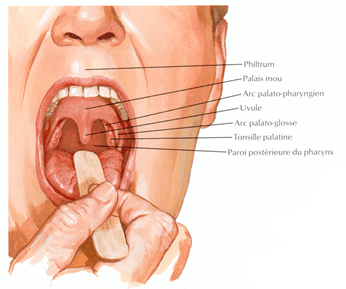 Philtrum
Palais mou
Arc palato-pharyngien
Uvule
Arc palato-glosse
Tonsille palatine
Paroi postérieure du pharynx